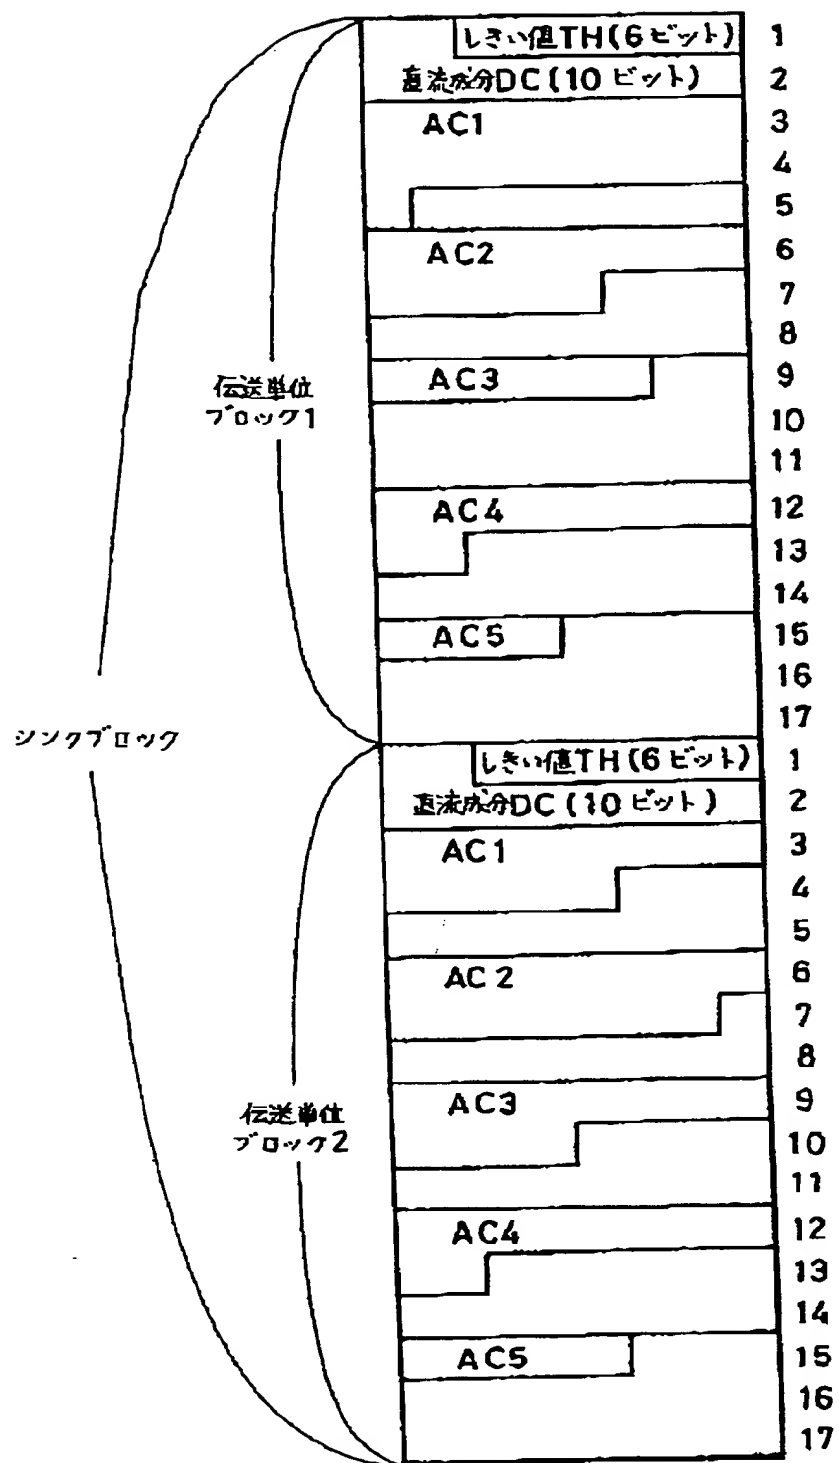 しきい値TH(6ビット) 1
直流成分DC(10ビット) 2
AC1 3
4
5
AC2 6
7
8
AC3 9
10
11
AC4 12
13
14
AC5 15
16
17
伝送単位
ブロック1
シンクブロック
しきい値TH(6ビット) 1
直流成分DC(10ビット) 2
AC1 3
4
5
AC2 6
7
8
AC3 9
10
11
AC4 12
13
14
AC5 15
16
17
伝送単位
ブロック2